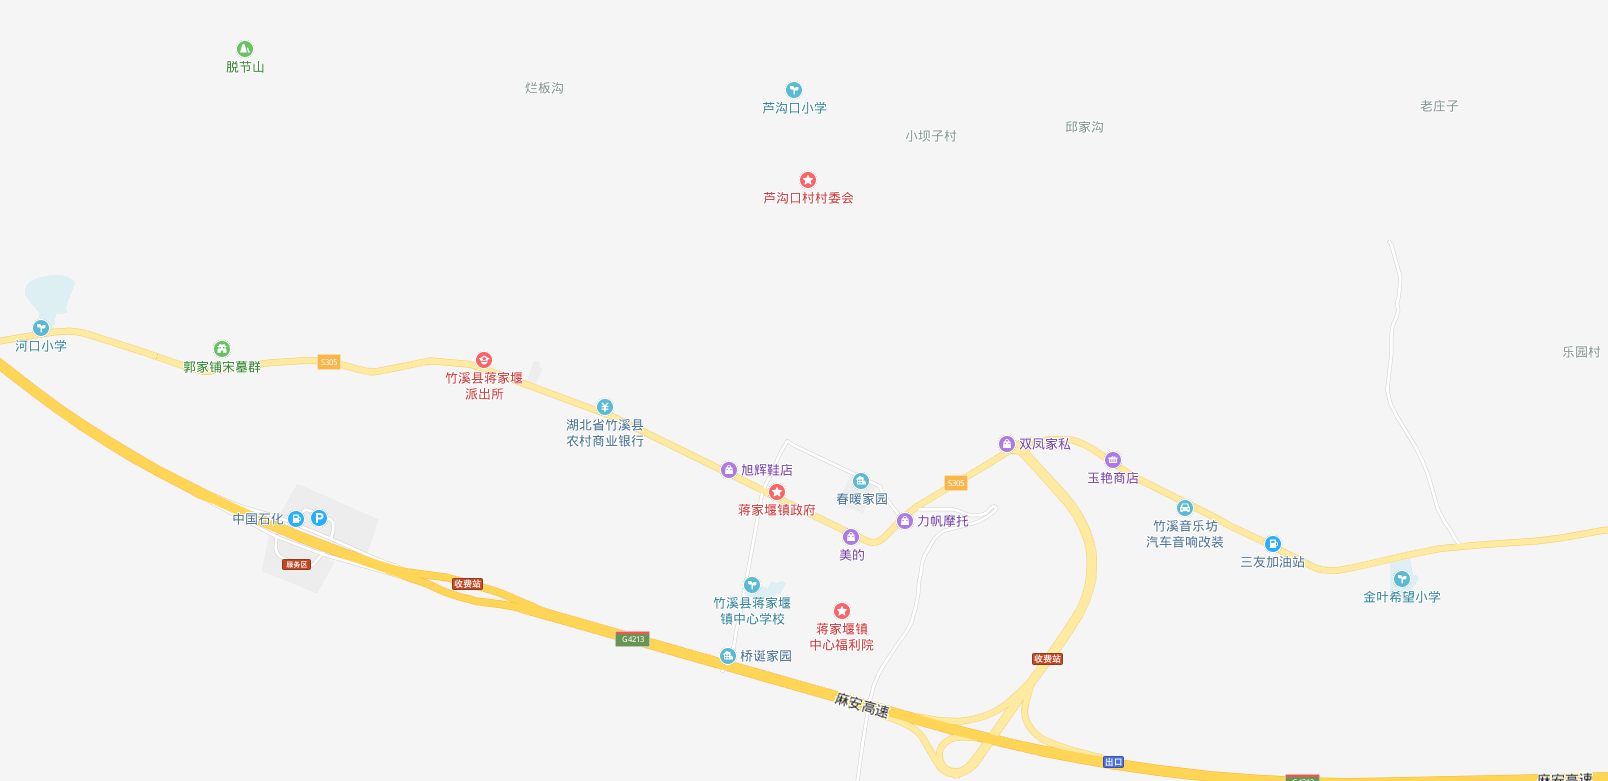 脱节山
烂板沟
芦沟口小学
老庄子
邱家沟
小坝子村
芦沟口村村委会
河口小学
乐园村
郭家铺宋墓群
S305
竹溪县蒋家堰
派出所
湖北省竹溪县
农村商业银行
双凤家私
旭辉鞋店
玉艳商店
S305
春暖家园
蒋家堰镇政府
中国石化
P
力帆摩托
竹溪音乐坊
汽车音响改装
美的
三友加油站
服务区
收费站
金叶希望小学
竹溪县蒋家堰
镇中心学校
蒋家堰镇
中心福利院
G4213
桥诞家园
收费站
麻安高速
出口
麻安高速
G4213